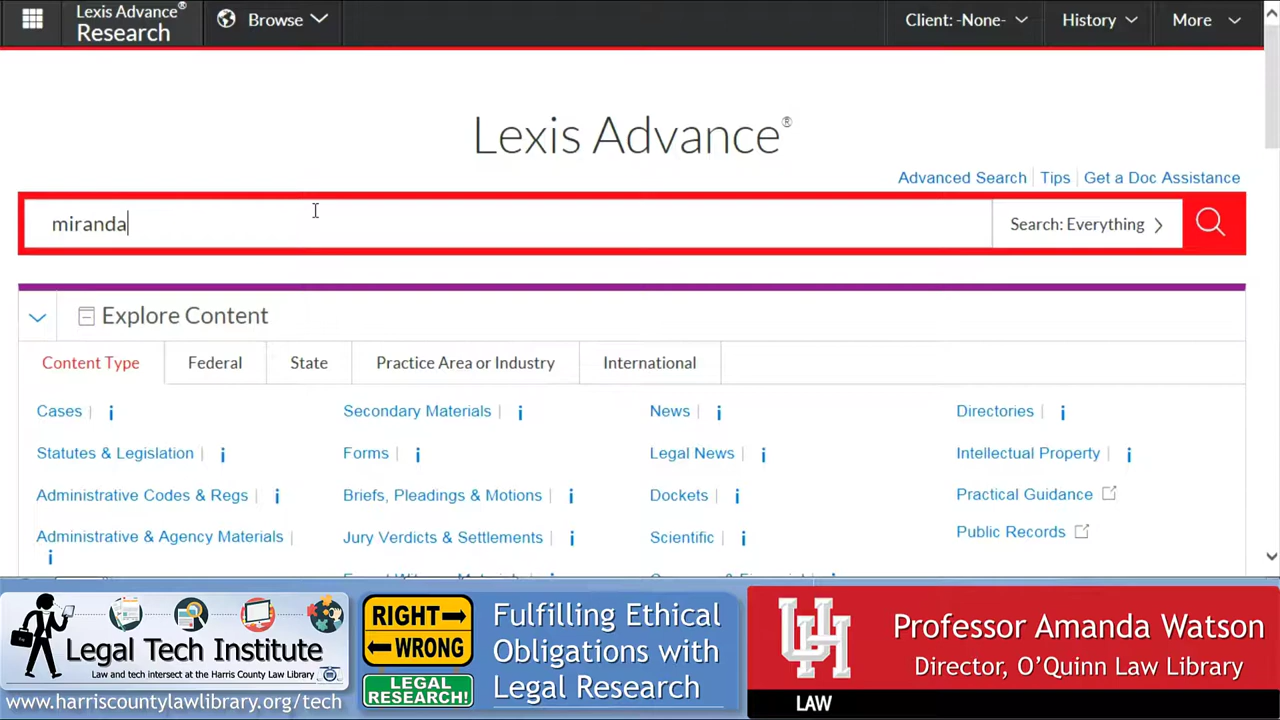 Lexis Advance®
Research
Browse
Client: -None-
History
More
Lexis Advance®
Advanced Search | Tips | Get a Doc Assistance
miranda
Search: Everything
Explore Content
Content Type
Federal
State
Practice Area or Industry
International
Cases
Secondary Materials
News
Directories
Statutes & Legislation
Forms
Legal News
Intellectual Property
Administrative Codes & Regs
Briefs, Pleadings & Motions
Dockets
Practical Guidance
Administrative & Agency Materials
Jury Verdicts & Settlements
Scientific
Public Records
Legal Tech Institute
Law and tech intersect at the Harris County Law Library
www.harriscountylawlibrary.org/tech
RIGHT
WRONG
LEGAL
RESEARCH!
Fulfilling Ethical
Obligations with
Legal Research
UH
LAW
Professor Amanda Watson
Director, O'Quinn Law Library